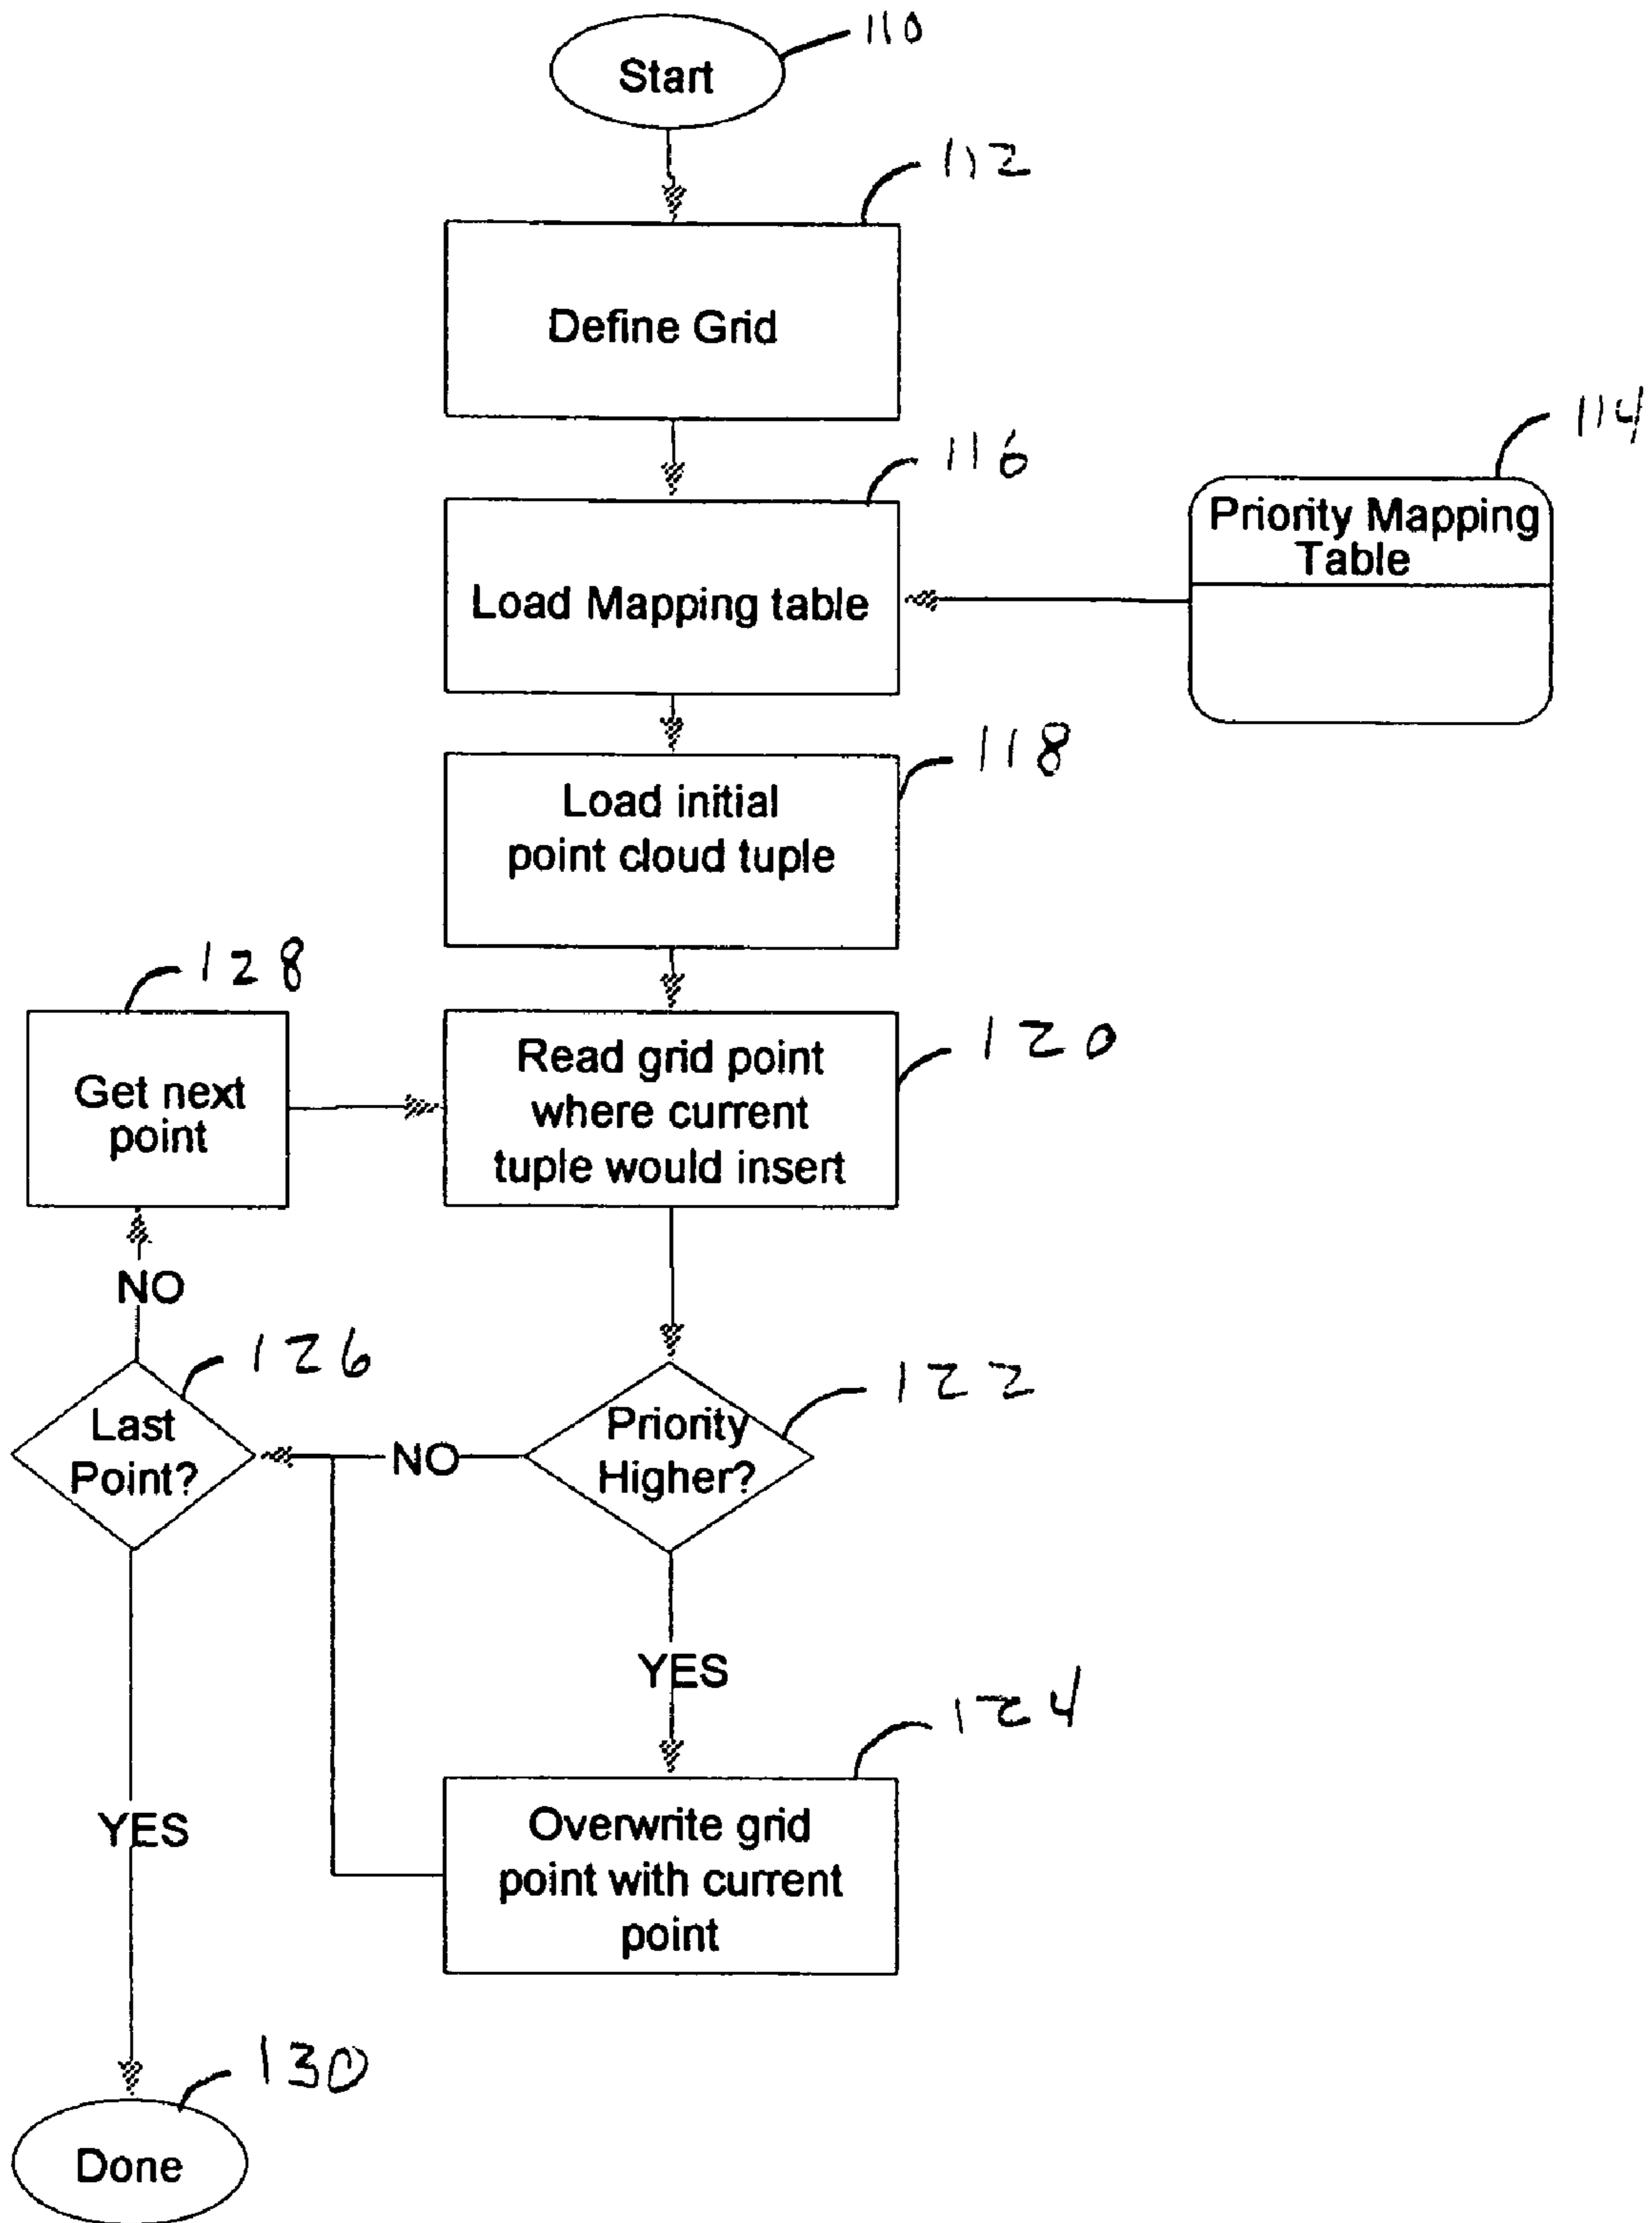 110
Start
112
Define Grid
114
116
Priority Mapping
Table
Load Mapping table
118
Load initial
point cloud tuple
128
120
Read grid point
where current
tuple would insert
Get next
point
NO
126
122
Last
Point?
NO
Priority
Higher?
YES
124
YES
Overwrite grid
point with current
point
130
Done